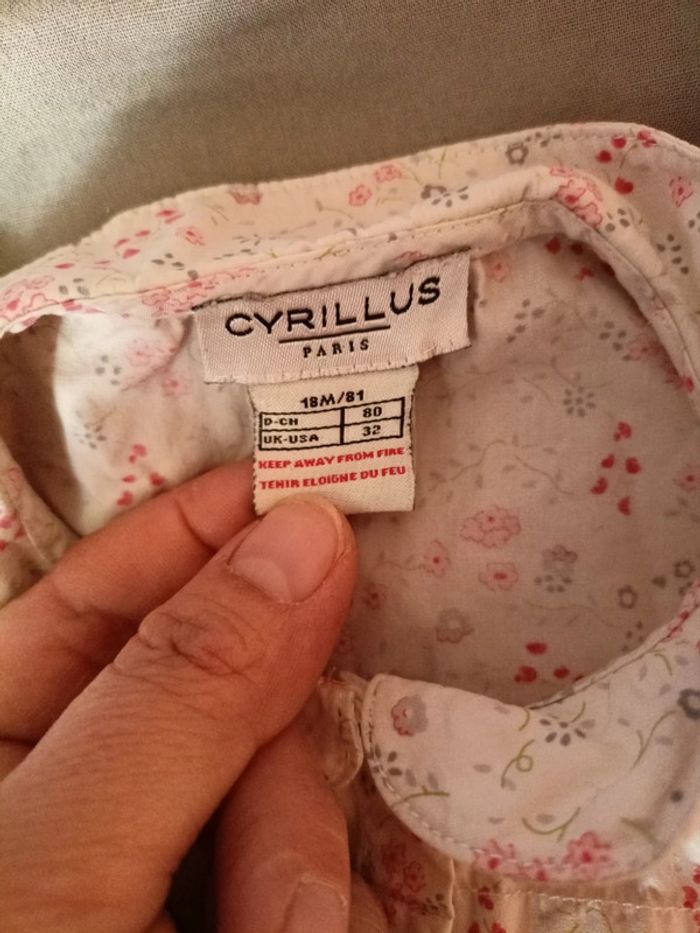 CYRILLUS
PARIS
18M/81
D-CH 80
UK-USA 32
KEEP AWAY FROM FIRE
TENIR ELOIGNE DU FEU